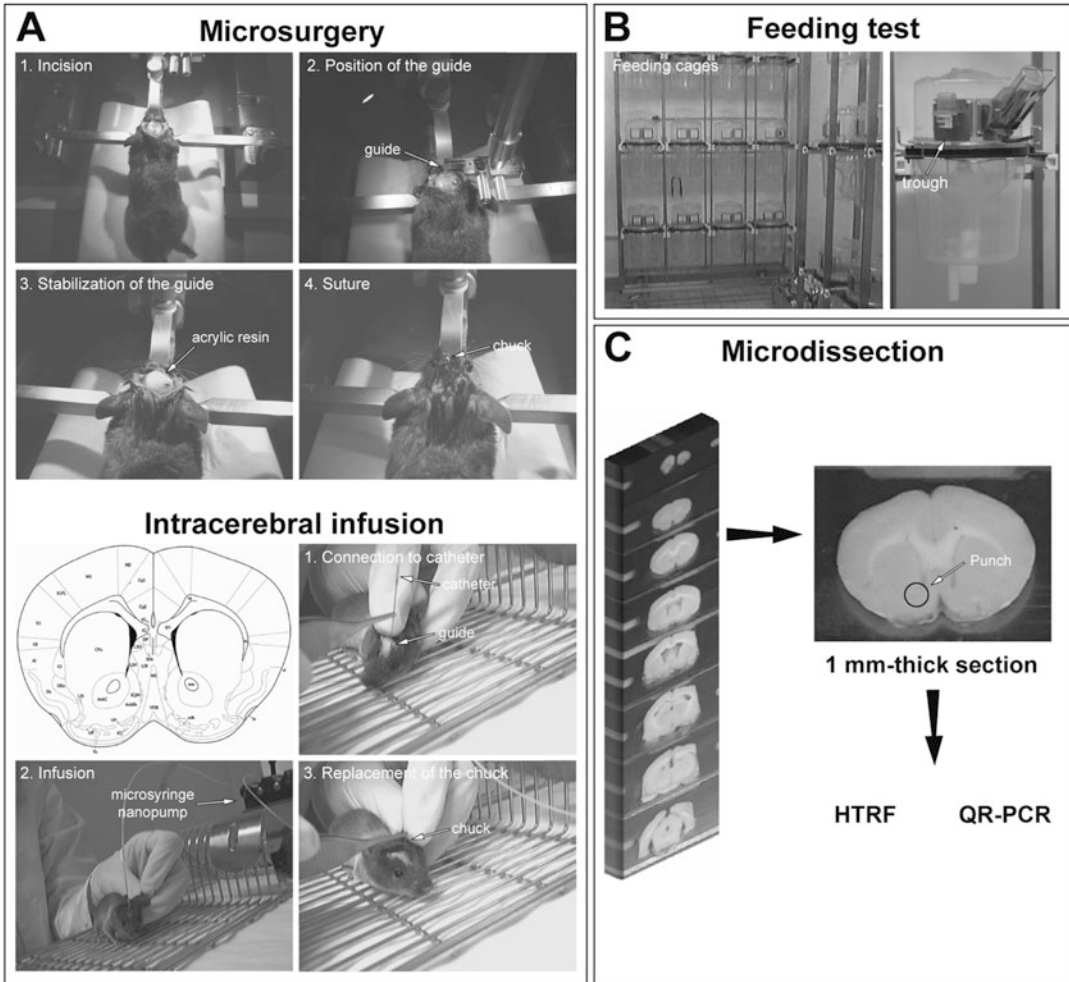 A
Microsurgery
1. Incision
2. Position of the guide
guide
3. Stabilization of the guide
acrylic resin
4. Suture
chuck
Intracerebral infusion
1. Connection to catheter
catheter
guide
2. Infusion
microsyringe
nanopump
3. Replacement of the chuck
chuck
B
Feeding test
Feeding cages
trough
C
Microdissection
Punch
1 mm-thick section
HTRF
QR-PCR